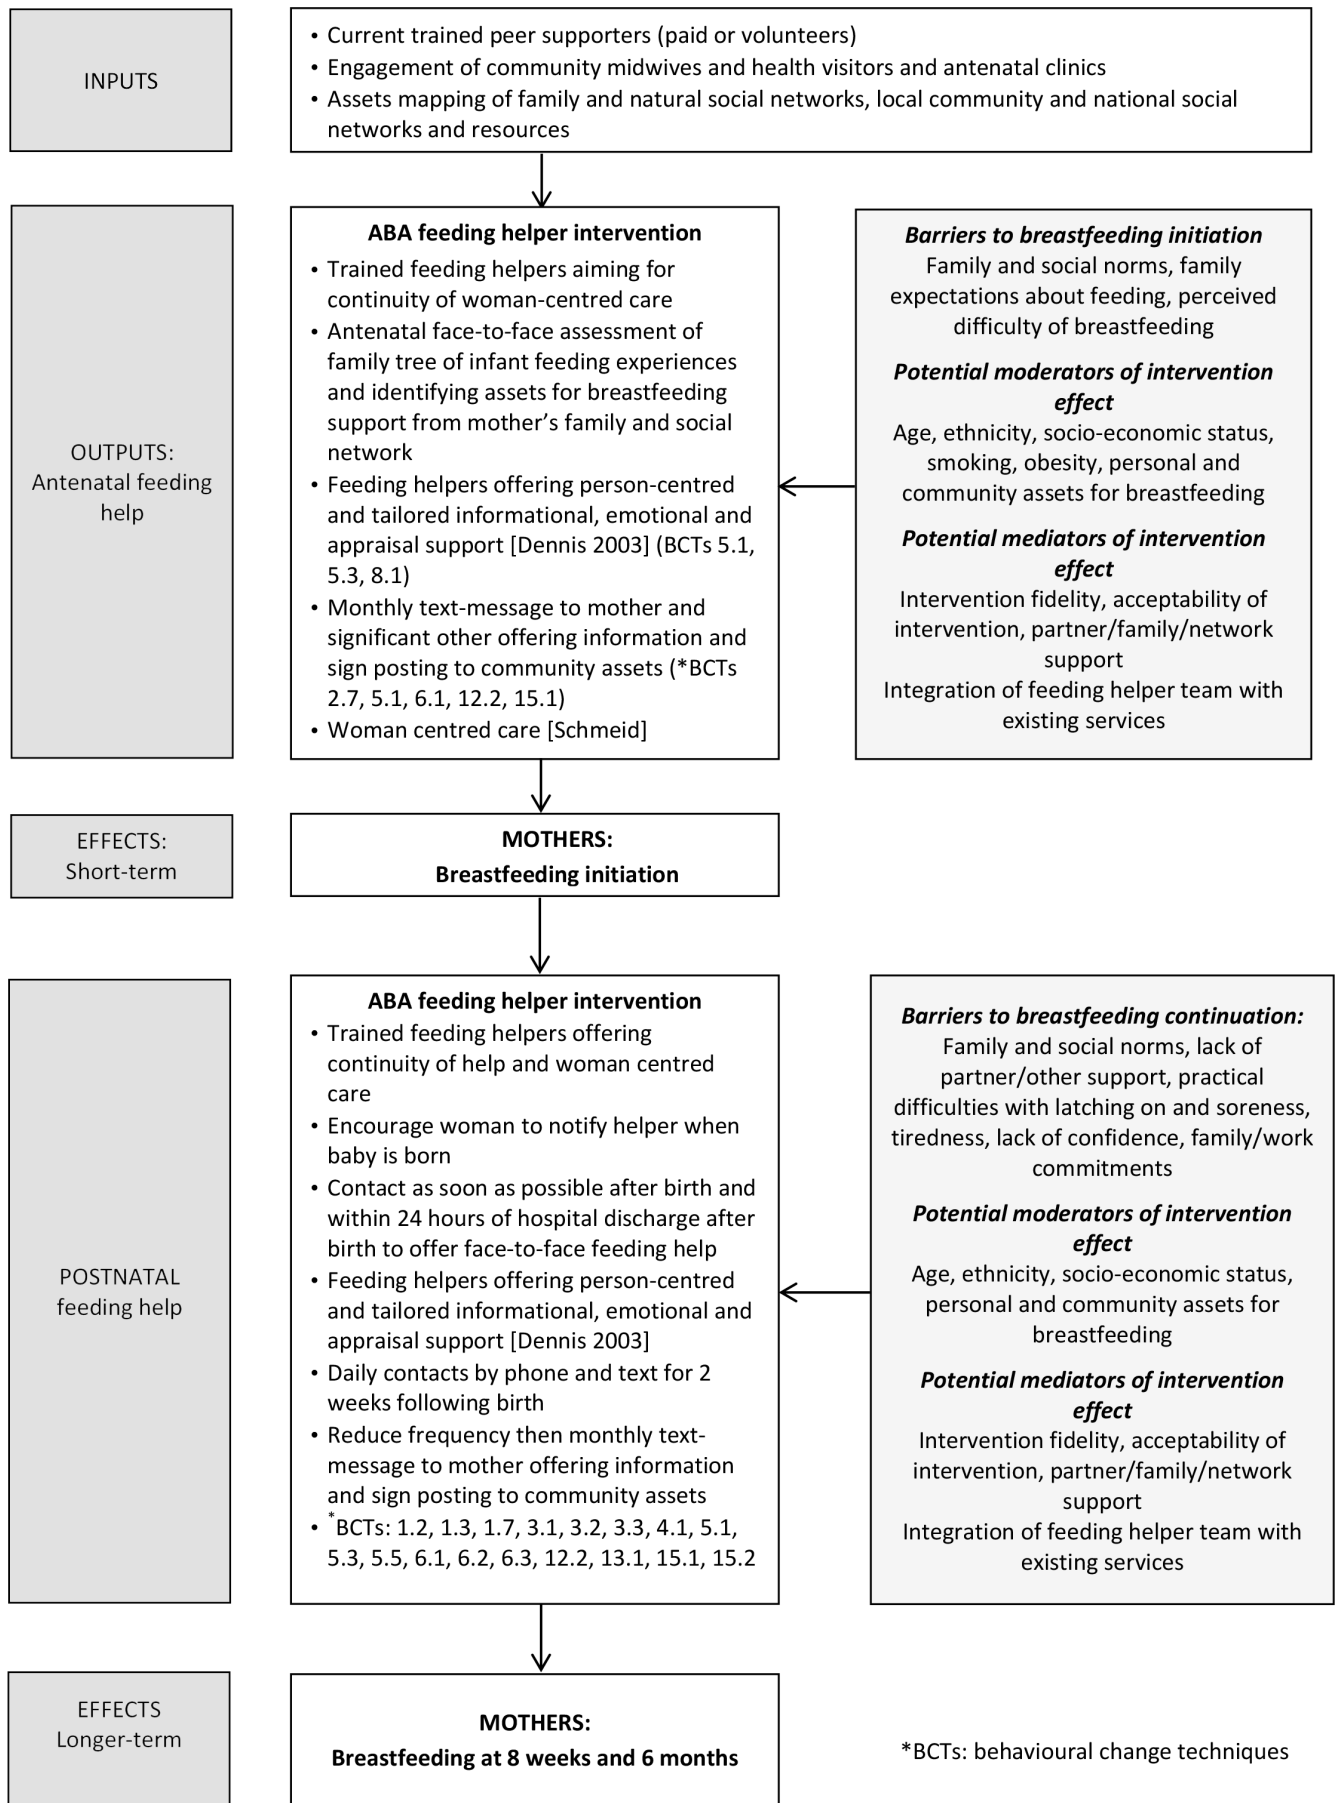 INPUTS
• Current trained peer supporters (paid or volunteers)
• Engagement of community midwives and health visitors and antenatal clinics
• Assets mapping of family and natural social networks, local community and national social
networks and resources
OUTPUTS:
Antenatal feeding
help
ABA feeding helper intervention
• Trained feeding helpers aiming for
continuity of woman-centred care
• Antenatal face-to-face assessment of
family tree of infant feeding experiences
and identifying assets for breastfeeding
support from mother’s family and social
network
• Feeding helpers offering person-centred
and tailored informational, emotional and
appraisal support [Dennis 2003] (BCTs 5.1,
5.3, 8.1)
• Monthly text-message to mother and
significant other offering information and
sign posting to community assets (*BCTs
2.7, 5.1, 6.1, 12.2, 15.1)
• Woman centred care [Schmeid]
Barriers to breastfeeding initiation
Family and social norms, family
expectations about feeding, perceived
difficulty of breastfeeding
Potential moderators of intervention
effect
Age, ethnicity, socio-economic status,
smoking, obesity, personal and
community assets for breastfeeding
Potential mediators of intervention
effect
Intervention fidelity, acceptability of
intervention, partner/family/network
support
Integration of feeding helper team with
existing services
EFFECTS:
Short-term
MOTHERS:
Breastfeeding initiation
POSTNATAL
feeding help
ABA feeding helper intervention
• Trained feeding helpers offering
continuity of help and woman centred
care
• Encourage woman to notify helper when
baby is born
• Contact as soon as possible after birth and
within 24 hours of hospital discharge after
birth to offer face-to-face feeding help
• Feeding helpers offering person-centred
and tailored informational, emotional and
appraisal support [Dennis 2003]
• Daily contacts by phone and text for 2
weeks following birth
• Reduce frequency then monthly text-
message to mother offering information
and sign posting to community assets
• *BCTs: 1.2, 1.3, 1.7, 3.1, 3.2, 3.3, 4.1, 5.1,
5.3, 5.5, 6.1, 6.2, 6.3, 12.2, 13.1, 15.1, 15.2
Barriers to breastfeeding continuation:
Family and social norms, lack of
partner/other support, practical
difficulties with latching on and soreness,
tiredness, lack of confidence, family/work
commitments
Potential moderators of intervention
effect
Age, ethnicity, socio-economic status,
personal and community assets for
breastfeeding
Potential mediators of intervention
effect
Intervention fidelity, acceptability of
intervention, partner/family/network
support
Integration of feeding helper team with
existing services
EFFECTS
Longer-term
MOTHERS:
Breastfeeding at 8 weeks and 6 months
*BCTs: behavioural change techniques